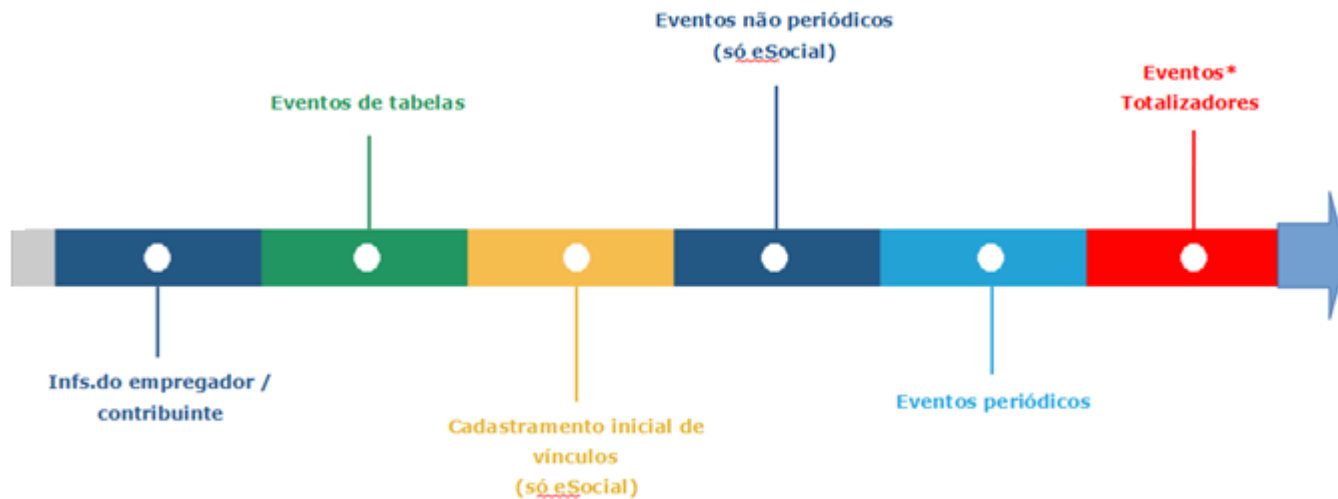 Eventos não periódicos
(só eSocial)
Eventos*
Totalizadores
Eventos de tabelas
Infs.do empregador /
contribuinte
Eventos periódicos
Cadastramento inicial de
vínculos
(só eSocial)